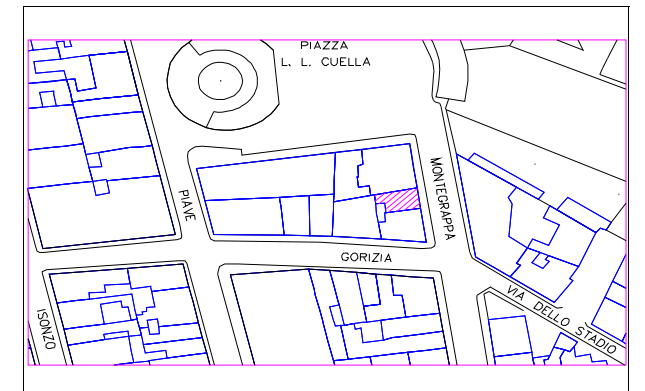 PIAZZA
L. L. CUELLA
MONTEGRAPPA
PIAVE
GORIZIA
ISONZO
VIA DELLO STADIO